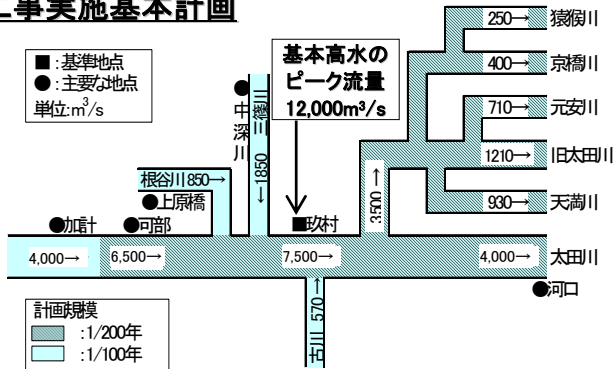 工事実施基本計画
■：基準地点
●：主要な地点
単位:m³/s
基本高水の
ピーク流量
12,000m³/s
250→ 猿猴川
400→ 京橋川
710→ 元安川
1210→ 旧太田川
930→ 天満川
●中深川
三篠川
←1850
根谷川 850→
●上原橋
3,500→
●加計
●可部
■玖村
4,000→
6,500→
7,500→
4,000→
太田川
●河口
古川 570→
計画規模
:1/200年
:1/100年